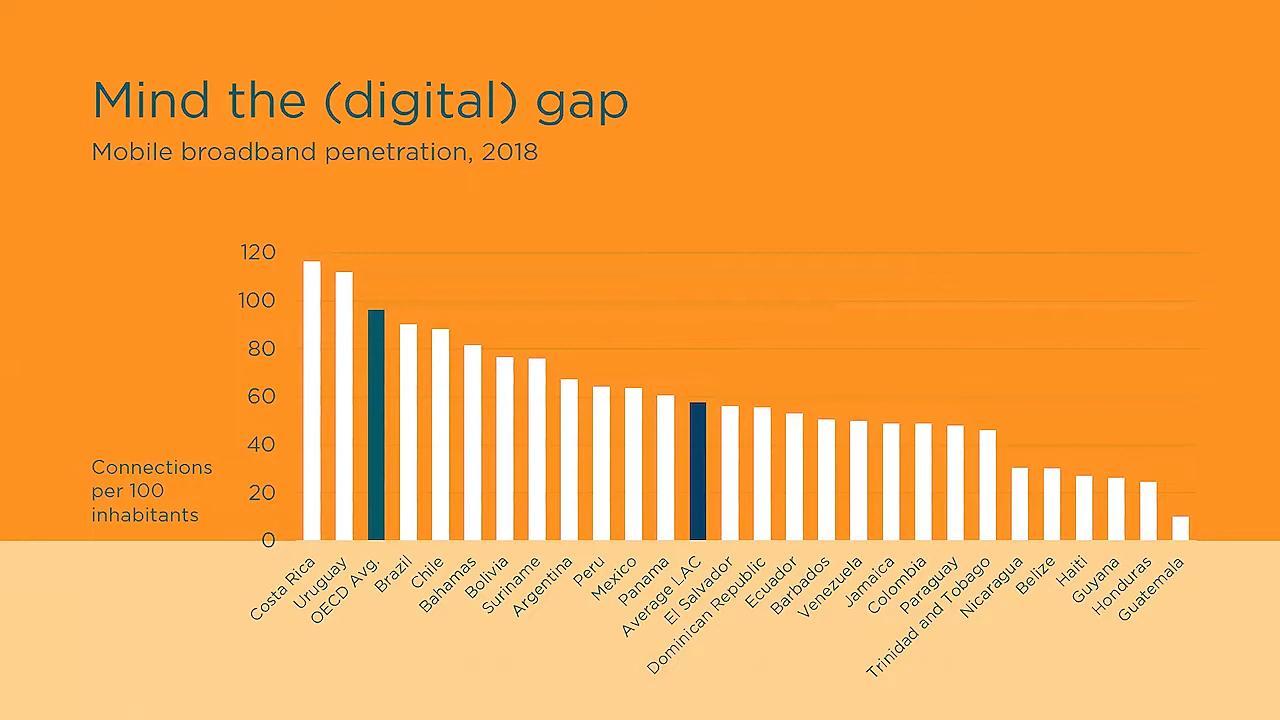 Mind the (digital) gap
Mobile broadband penetration, 2018
120
100
80
60
40
20
0
Connections
per 100
inhabitants
Costa Rica
Uruguay
OECD Avg.
Brazil
Chile
Bahamas
Bolivia
Suriname
Argentina
Peru
Mexico
Panama
Average LAC
El Salvador
Dominican Republic
Ecuador
Barbados
Venezuela
Jamaica
Colombia
Paraguay
Trinidad and Tobago
Nicaragua
Belize
Haiti
Guyana
Honduras
Guatemala